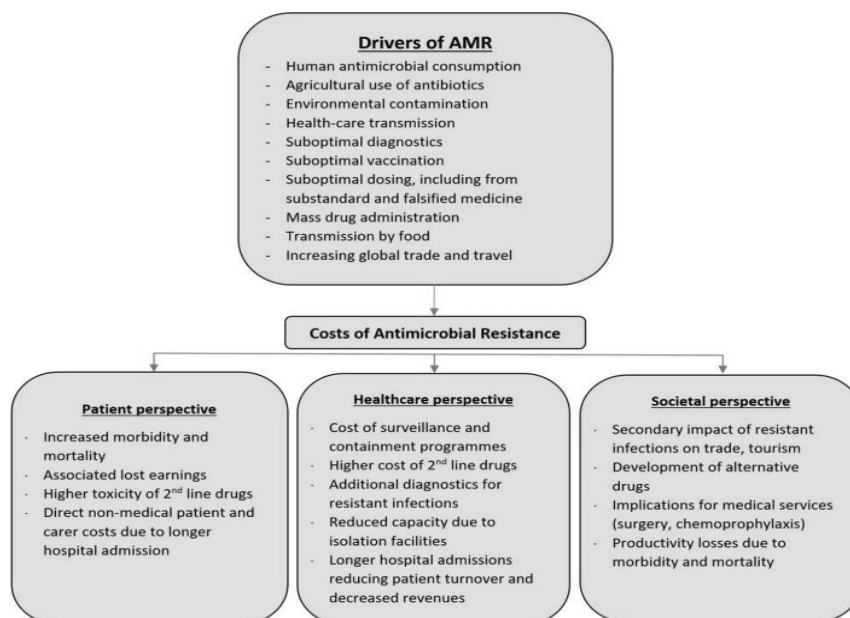 Drivers of AMR
- Human antimicrobial consumption
- Agricultural use of antibiotics
- Environmental contamination
- Health-care transmission
- Suboptimal diagnostics
- Suboptimal vaccination
- Suboptimal dosing, including from
substandard and falsified medicine
- Mass drug administration
- Transmission by food
- Increasing global trade and travel
Costs of Antimicrobial Resistance
Patient perspective
· Increased morbidity and
mortality
· Associated lost earnings
· Higher toxicity of 2nd line drugs
· Direct non-medical patient and
carer costs due to longer
hospital admission
Healthcare perspective
· Cost of surveillance and
containment programmes
· Higher cost of 2nd line drugs
· Additional diagnostics for
resistant infections
· Reduced capacity due to
isolation facilities
· Longer hospital admissions
reducing patient turnover and
decreased revenues
Societal perspective
· Secondary impact of resistant
infections on trade, tourism
· Development of alternative
drugs
· Implications for medical services
(surgery, chemoprophylaxis)
· Productivity losses due to
morbidity and mortality